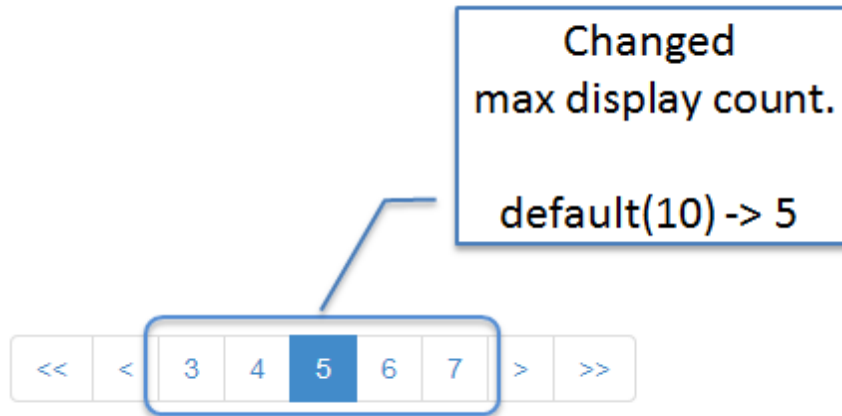 Changed
max display count.
default(10) -> 5
<< < 3 4 5 6 7 > >>